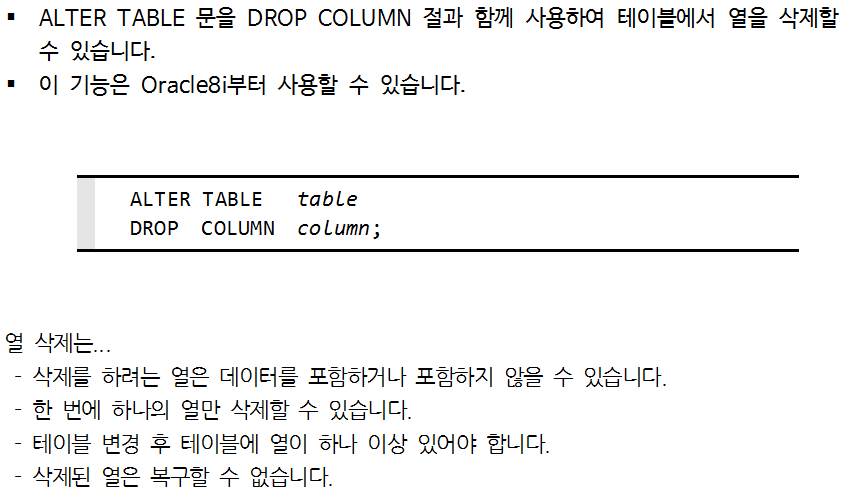 ▪ ALTER TABLE 문을 DROP COLUMN 절과 함께 사용하여 테이블에서 열을 삭제할
수 있습니다.
▪ 이 기능은 Oracle8i부터 사용할 수 있습니다.
ALTER TABLE table
DROP COLUMN column;
열 삭제는...
- 삭제를 하려는 열은 데이터를 포함하거나 포함하지 않을 수 있습니다.
- 한 번에 하나의 열만 삭제할 수 있습니다.
- 테이블 변경 후 테이블에 열이 하나 이상 있어야 합니다.
- 삭제된 열은 복구할 수 없습니다.